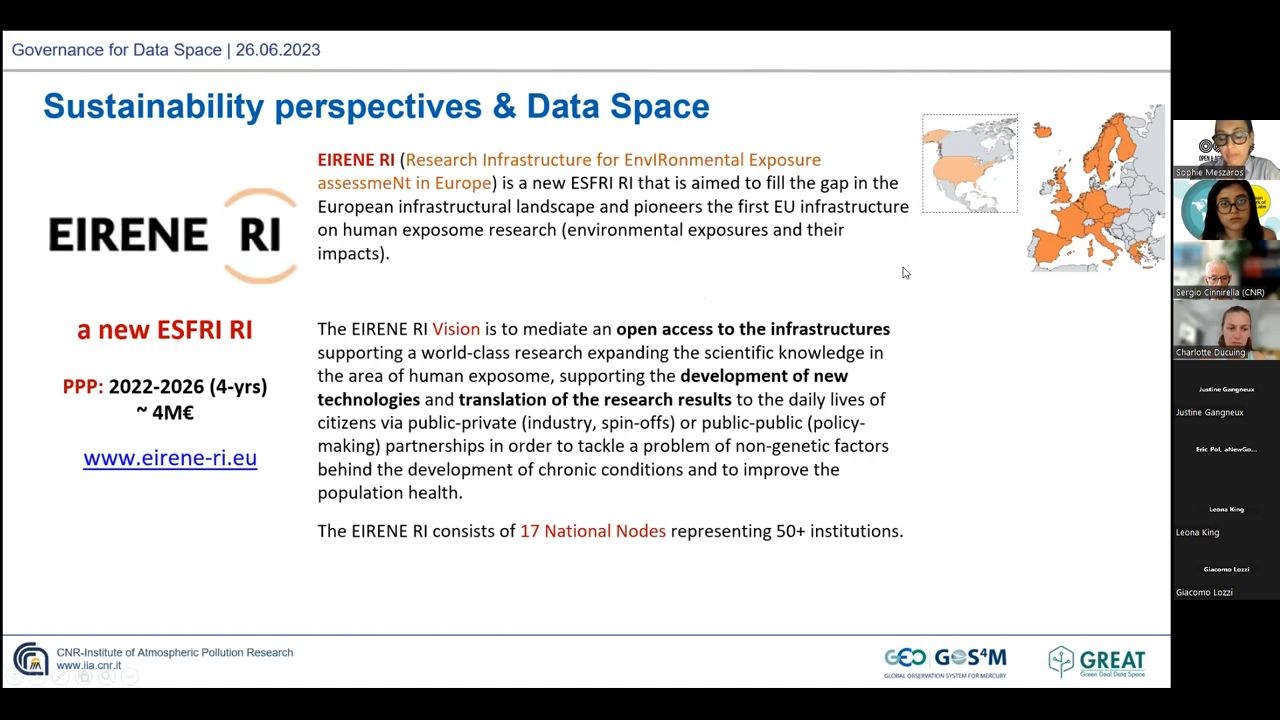 Governance for Data Space | 26.06.2023
Sustainability perspectives & Data Space
EIRENE RI
a new ESFRI RI
PPP: 2022-2026 (4-yrs)
~ 4M€
www.eirene-ri.eu
EIRENE RI (Research Infrastructure for EnvIRonmental Exposure
assessmeNt in Europe) is a new ESFRI RI that is aimed to fill the gap in the
European infrastructural landscape and pioneers the first EU infrastructure
on human exposome research (environmental exposures and their
impacts).
The EIRENE RI Vision is to mediate an open access to the infrastructures
supporting a world-class research expanding the scientific knowledge in
the area of human exposome, supporting the development of new
technologies and translation of the research results to the daily lives of
citizens via public-private (industry, spin-offs) or public-public (policy-
making) partnerships in order to tackle a problem of non-genetic factors
behind the development of chronic conditions and to improve the
population health.
The EIRENE RI consists of 17 National Nodes representing 50+ institutions.
CNR-Institute of Atmospheric Pollution Research
www.iia.cnr.it
GEO GOS4M
GLOBAL OBSERVATION SYSTEM FOR MERCURY
GREAT
Green Deal Data Space
Sophie Meszaros
Sergio Cinnirella (CNR)
Charlotte Ducuing
Justine Gangneux
Justine Gangneux
Eric Pol, aNewGo...
Leona King
Leona King
Giacomo Lozzi
Giacomo Lozzi